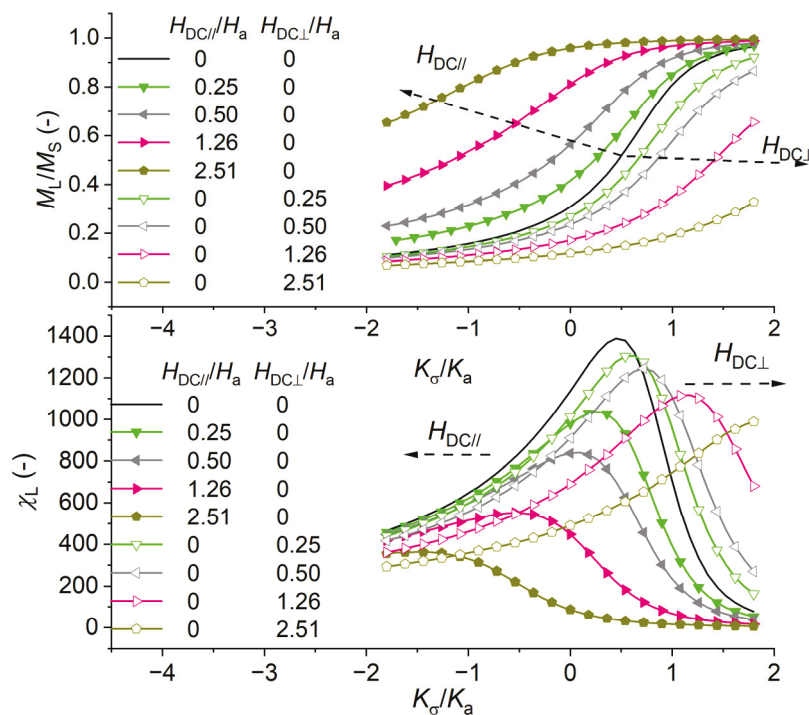 H_DC///H_a H_DC⊥/H_a
0 0
0.25 0
0.50 0
1.26 0
2.51 0
0 0.25
0 0.50
0 1.26
0 2.51
H_DC//
H_DC⊥
M_L/M_S (-)
1.0
0.8
0.6
0.4
0.2
0.0
−4 −3 −2 −1 0 1 2
K_σ/K_a
H_DC///H_a H_DC⊥/H_a
0 0
0.25 0
0.50 0
1.26 0
2.51 0
0 0.25
0 0.50
0 1.26
0 2.51
H_DC⊥
H_DC//
χ_L (-)
1400
1200
1000
800
600
400
200
0
−4 −3 −2 −1 0 1 2
K_σ/K_a